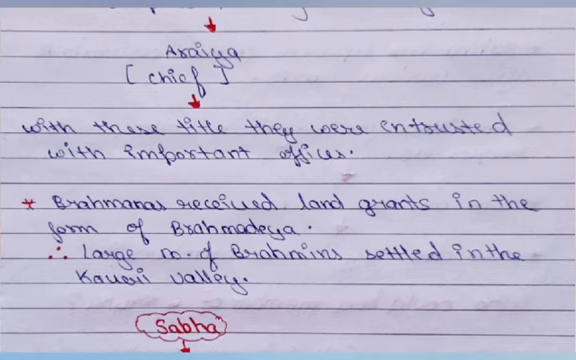 Araiya
[ chief ]
with these title they were entrusted
with important offices.
* Brahmanas received land grants in the
form of Brahmadeya.
∴ Large no. of Brahmins settled in the
Kaveri valley.
Sabha